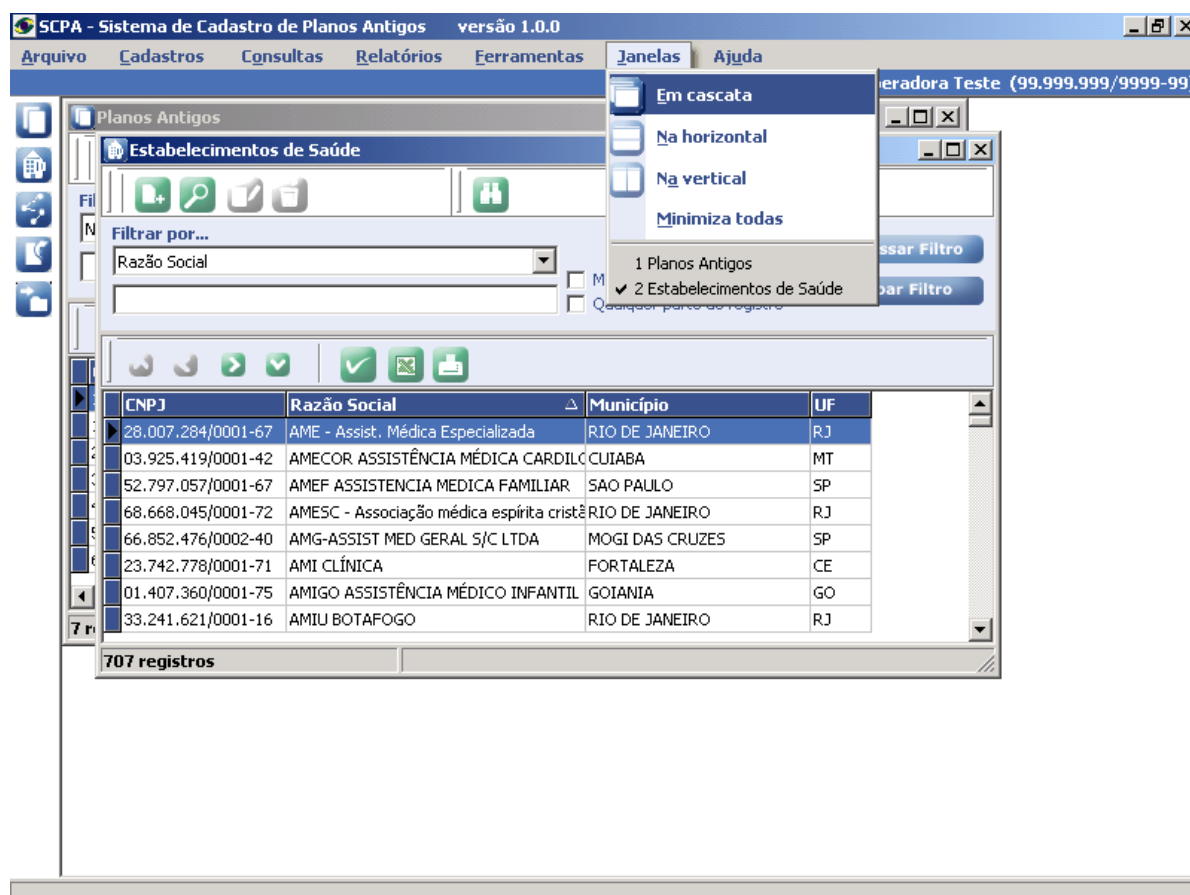 SCPA - Sistema de Cadastro de Planos Antigos versão 1.0.0
Arquivo Cadastros Consultas Relatórios Ferramentas Janelas Ajuda
eradora Teste (99.999.999/9999-99)
Em cascata
Na horizontal
Na vertical
Minimiza todas
1 Planos Antigos
✔ 2 Estabelecimentos de Saúde
Planos Antigos
Estabelecimentos de Saúde
Filtrar por...
Razão Social
ssar Filtro
par Filtro
CNPJ Razão Social Município UF
28.007.284/0001-67 AME - Assist. Médica Especializada RIO DE JANEIRO RJ
03.925.419/0001-42 AMECOR ASSISTÊNCIA MÉDICA CARDILO CUIABA MT
52.797.057/0001-67 AMEF ASSISTENCIA MEDICA FAMILIAR SAO PAULO SP
68.668.045/0001-72 AMESC - Associação médica espírita cristã RIO DE JANEIRO RJ
66.852.476/0002-40 AMG-ASSIST MED GERAL S/C LTDA MOGI DAS CRUZES SP
23.742.778/0001-71 AMI CLÍNICA FORTALEZA CE
01.407.360/0001-75 AMIGO ASSISTÊNCIA MÉDICO INFANTIL GOIANIA GO
33.241.621/0001-16 AMIU BOTAFOGO RIO DE JANEIRO RJ
7 r
707 registros